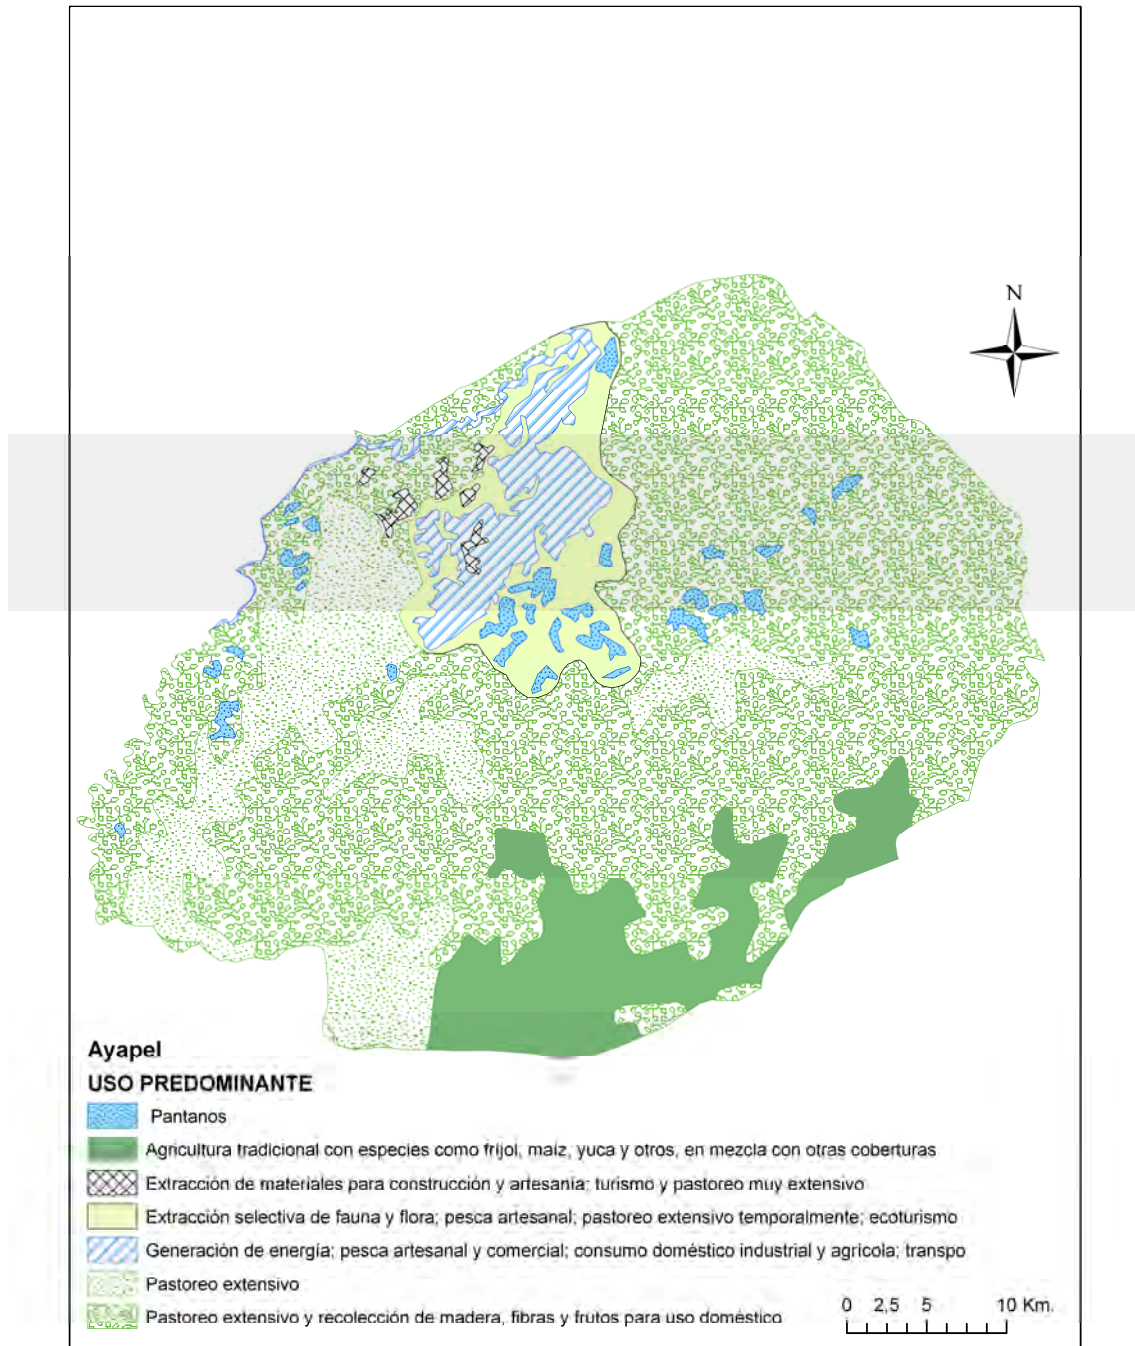 N
Ayapel
USO PREDOMINANTE
Pantanos
Agricultura tradicional con especies como frijol, maíz, yuca y otros, en mezcla con otras coberturas
Extracción de materiales para construcción y artesanía; turismo y pastoreo muy extensivo
Extracción selectiva de fauna y flora; pesca artesanal; pastoreo extensivo temporalmente; ecoturismo
Generación de energía; pesca artesanal y comercial; consumo doméstico industrial y agrícola; transpo
Pastoreo extensivo
Pastoreo extensivo y recolección de madera, fibras y frutos para uso doméstico
0 2,5 5 10 Km.